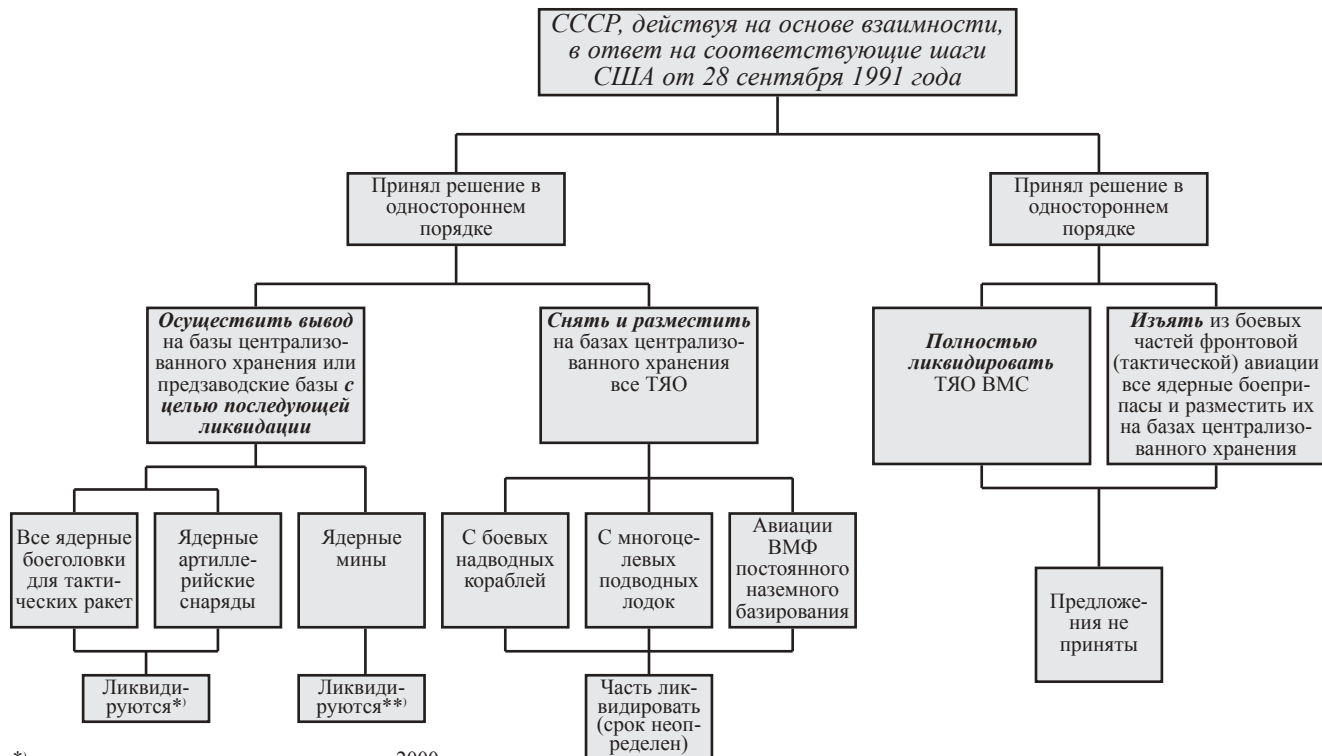 СССР, действуя на основе взаимности,
в ответ на соответствующие шаги
США от 28 сентября 1991 года
Принял решение в
одностороннем
порядке
Принял решение в
одностороннем
порядке
Осуществить вывод
на базы централизо-
ванного хранения или
предзаводские базы с
целью последующей
ликвидации
Снять и разместить
на базах централизо-
ванного хранения
все ТЯО
Полностью
ликвидировать
ТЯО ВМС
Изъять из боевых
частей фронтовой
(тактической) авиации
все ядерные боепри-
пасы и разместить их
на базах централизо-
ванного хранения
Все ядерные
боеголовки
для такти-
ческих ракет
Ядерные
артилле-
рийские
снаряды
Ядерные
мины
С боевых
надводных
кораблей
С многоце-
левых
подводных
лодок
Авиации
ВМФ
постоянного
наземного
базирования
Предложе-
ния не
приняты
Ликвиди-
руются*)
Ликвиди-
руются**)
Часть лик-
видировать
(срок неоп-
ределен)
*) 2000